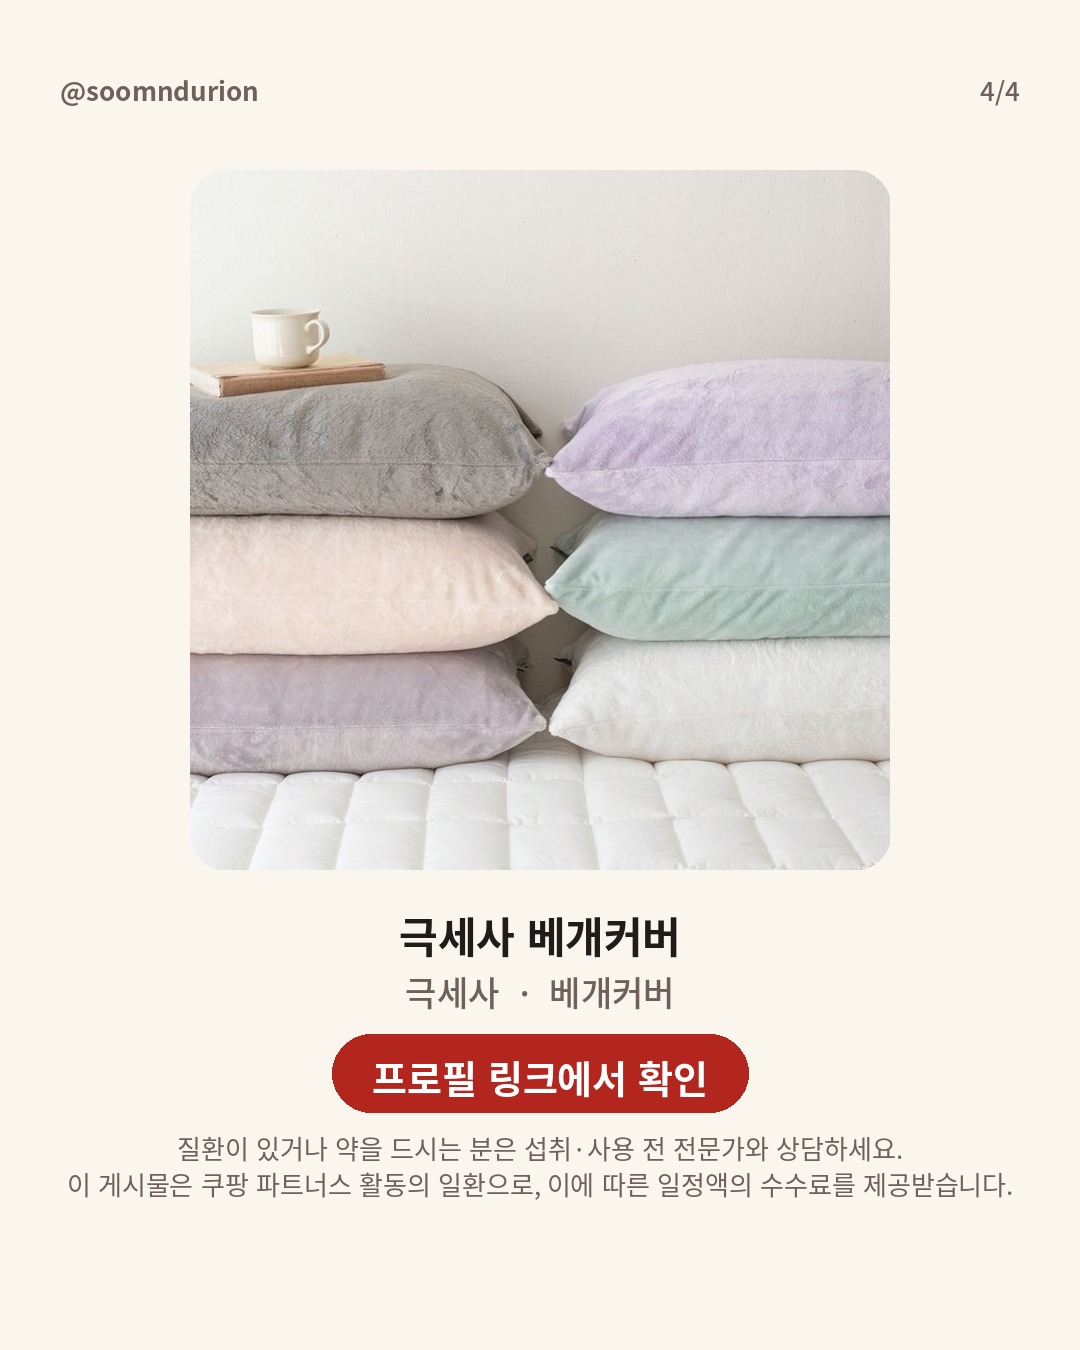 @soomndurion
4/4
극세사 베개커버
극세사 · 베개커버
프로필 링크에서 확인
질환이 있거나 약을 드시는 분은 섭취·사용 전 전문가와 상담하세요.
이 게시물은 쿠팡 파트너스 활동의 일환으로, 이에 따른 일정액의 수수료를 제공받습니다.